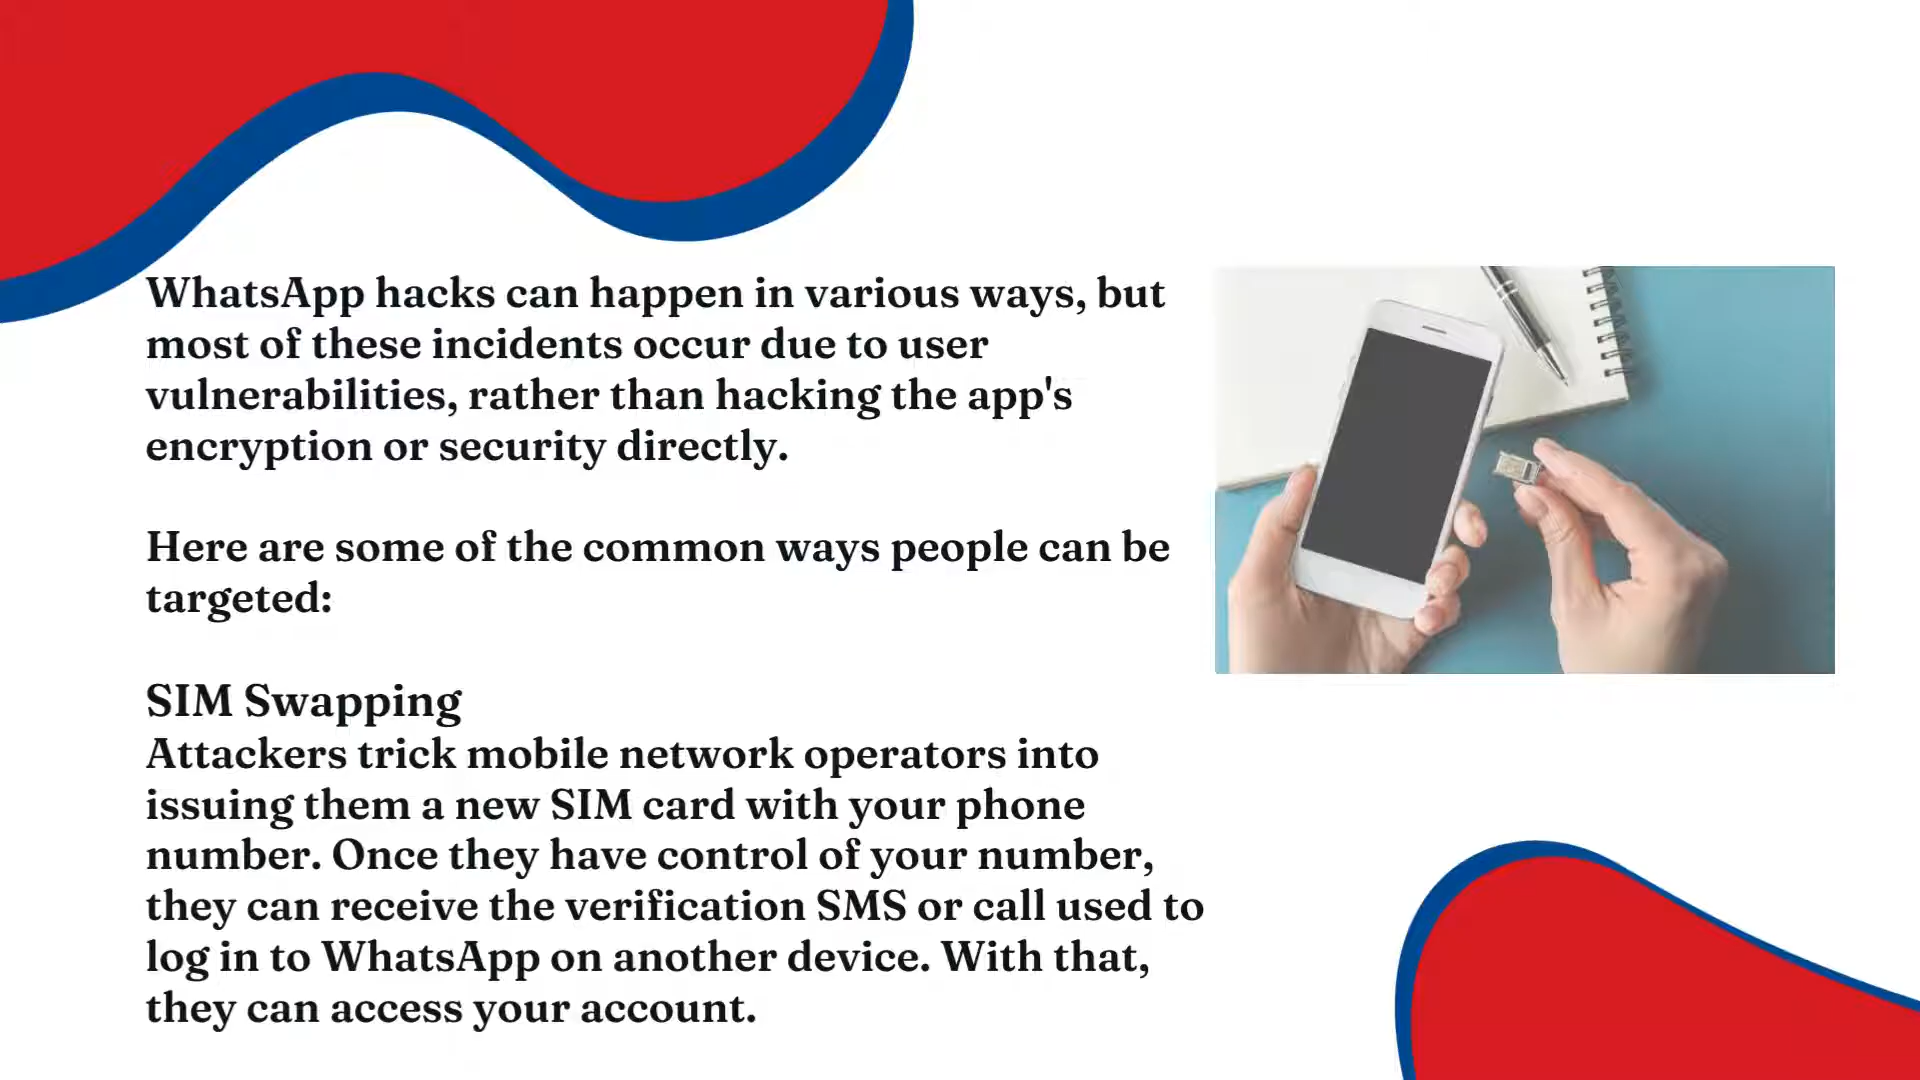 WhatsApp hacks can happen in various ways, but
most of these incidents occur due to user
vulnerabilities, rather than hacking the app's
encryption or security directly.
Here are some of the common ways people can be
targeted:
SIM Swapping
Attackers trick mobile network operators into
issuing them a new SIM card with your phone
number. Once they have control of your number,
they can receive the verification SMS or call used to
log in to WhatsApp on another device. With that,
they can access your account.